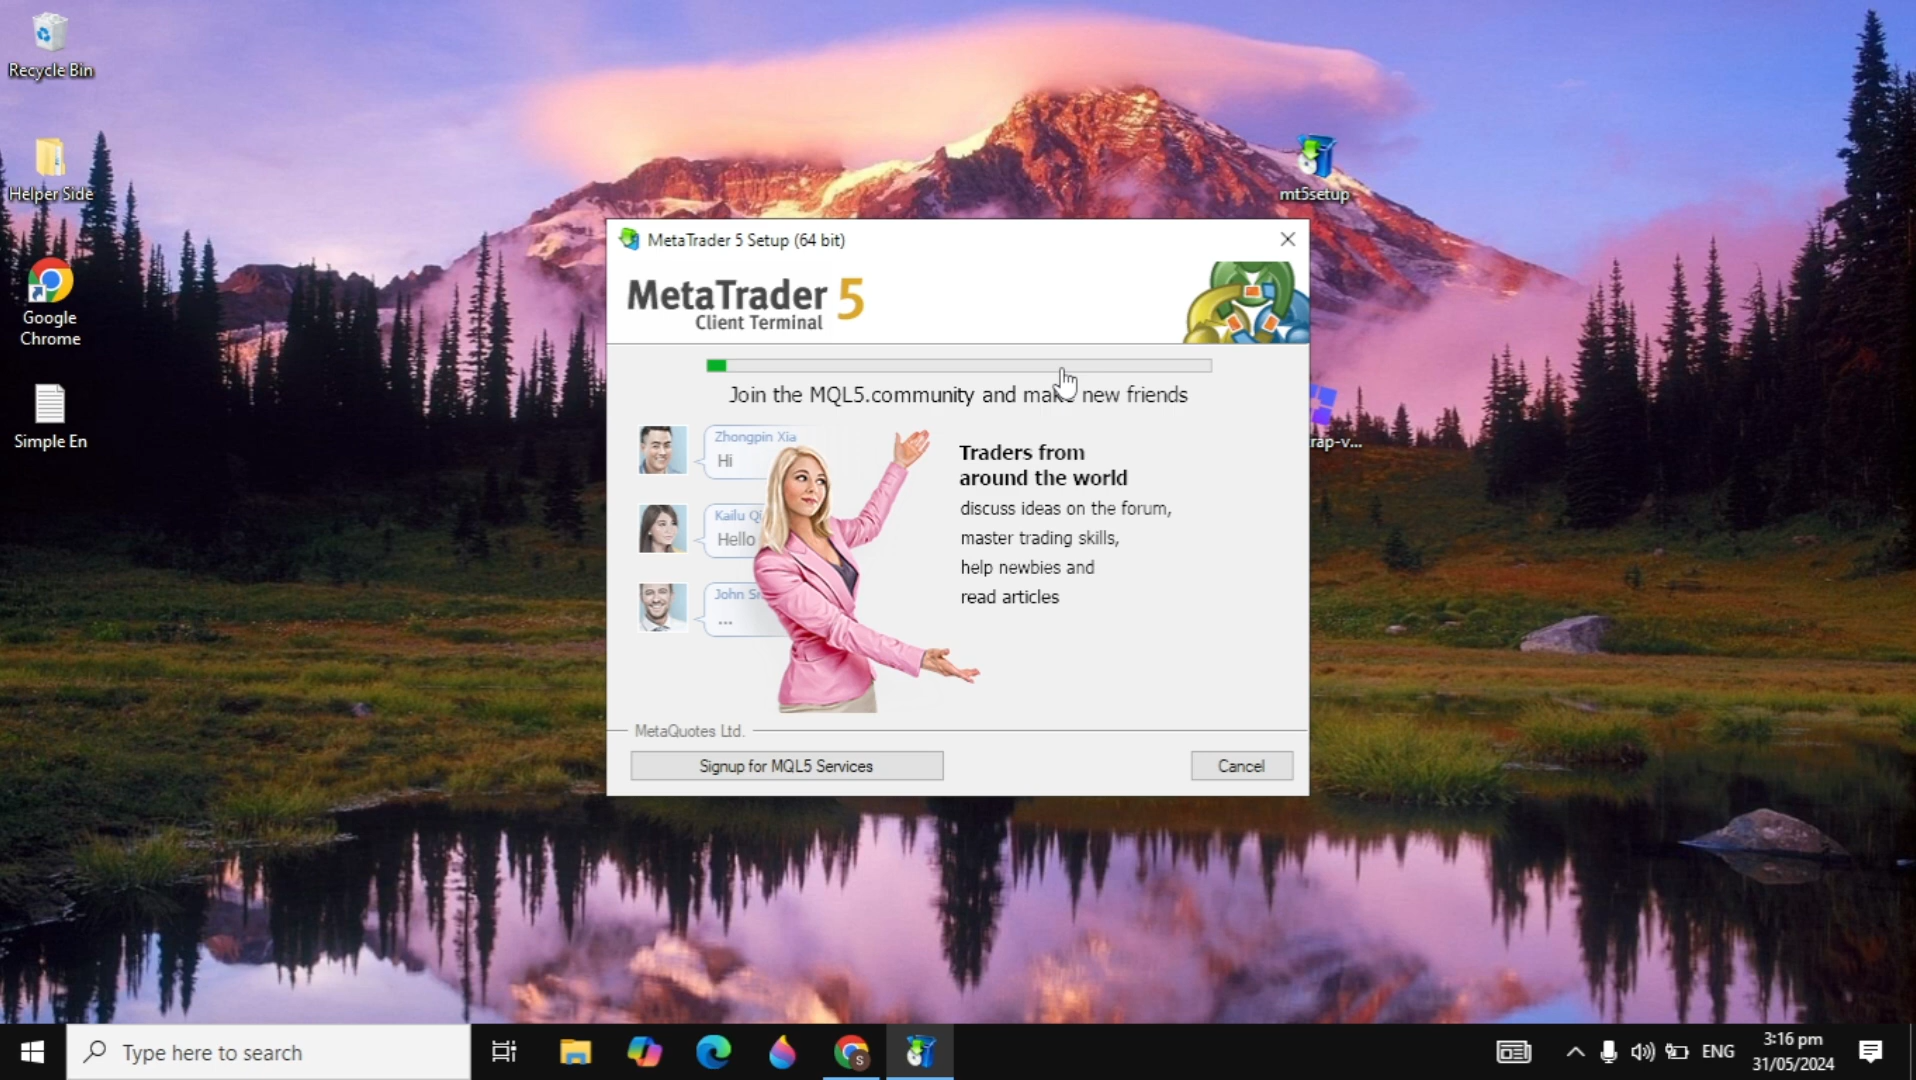 Recycle Bin
Helper Side
Google
Chrome
Simple En
mt5setup
rap-v...
MetaTrader 5 Setup (64 bit)
MetaTrader 5
Client Terminal
Join the MQL5.community and make new friends
Zhongpin Xia
Hi
Kailu Qi
Hello
John Sm
...
Traders from
around the world
discuss ideas on the forum,
master trading skills,
help newbies and
read articles
MetaQuotes Ltd.
Signup for MQL5 Services
Cancel
Type here to search
S
ENG
3:16 pm
31/05/2024